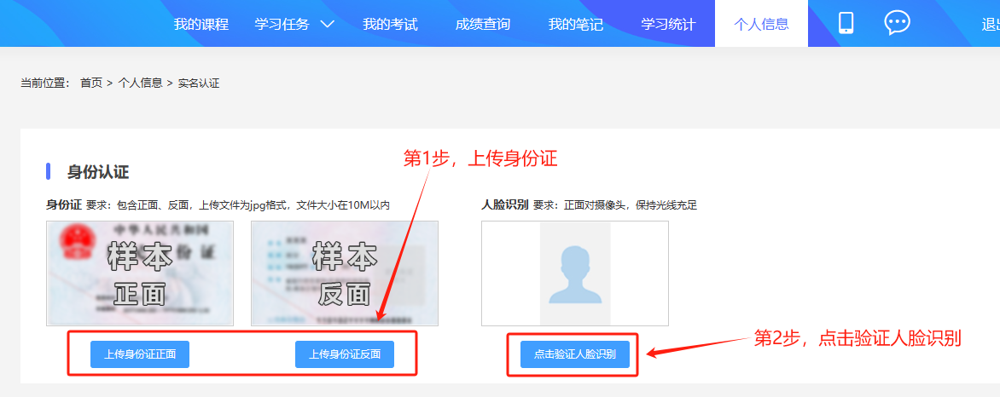 我的课程 学习任务 我的考试 成绩查询 我的笔记 学习统计 个人信息
当前位置： 首页 > 个人信息 > 实名认证
第1步，上传身份证
身份认证
身份证 要求：包含正面、反面，上传文件为jpg格式，文件大小在10M以内
人脸识别 要求：正面对摄像头，保持光线充足
中华人民共和国
样本
正面
样本
反面
第2步，点击验证人脸识别
上传身份证正面
上传身份证反面
点击验证人脸识别